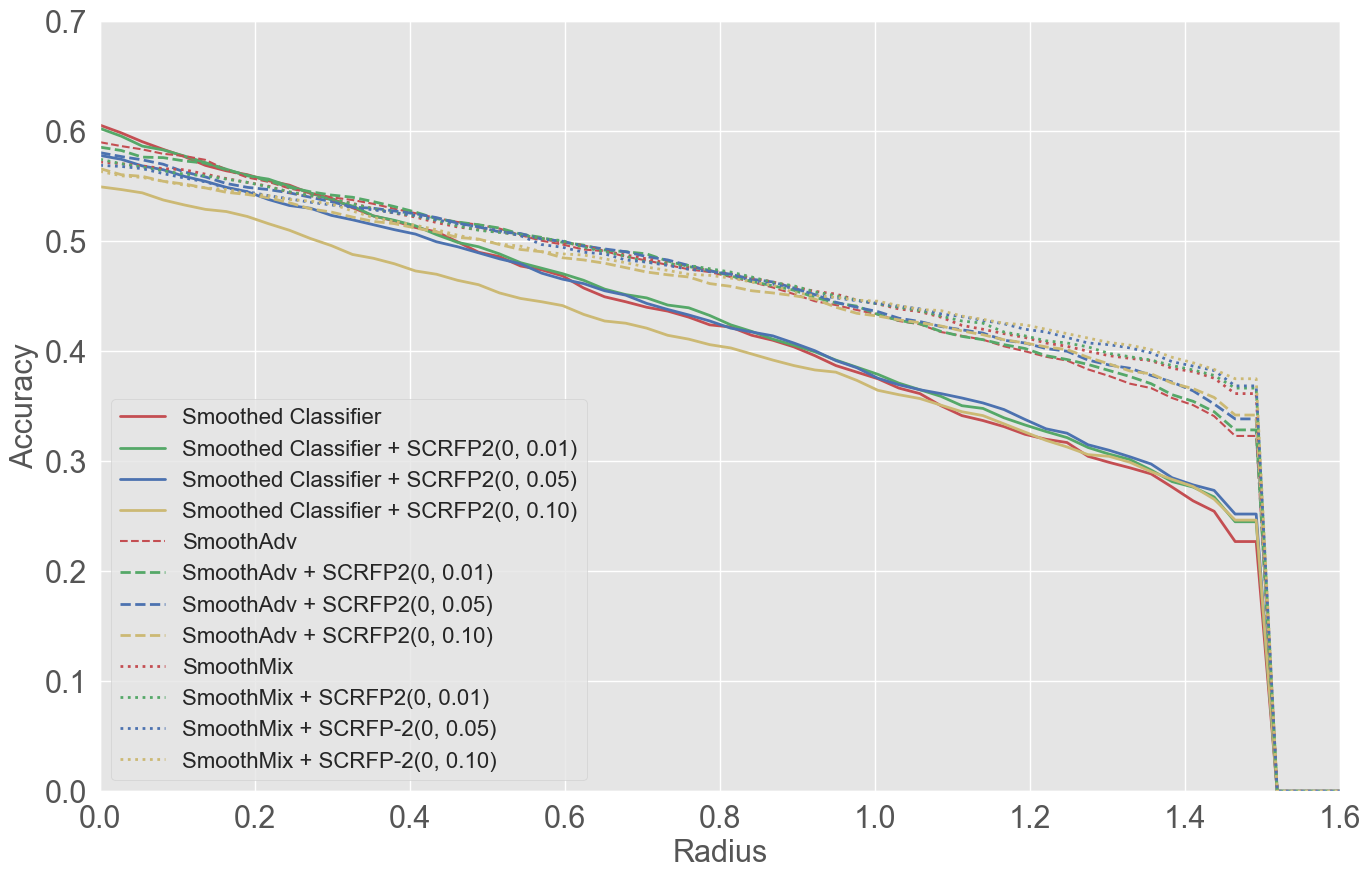 0.7
0.6
0.5
0.4
0.3
0.2
0.1
0.0
Accuracy
Smoothed Classifier
Smoothed Classifier + SCRFP2(0, 0.01)
Smoothed Classifier + SCRFP2(0, 0.05)
Smoothed Classifier + SCRFP2(0, 0.10)
SmoothAdv
SmoothAdv + SCRFP2(0, 0.01)
SmoothAdv + SCRFP2(0, 0.05)
SmoothAdv + SCRFP2(0, 0.10)
SmoothMix
SmoothMix + SCRFP2(0, 0.01)
SmoothMix + SCRFP-2(0, 0.05)
SmoothMix + SCRFP-2(0, 0.10)
0.0 0.2 0.4 0.6 0.8 1.0 1.2 1.4 1.6
Radius